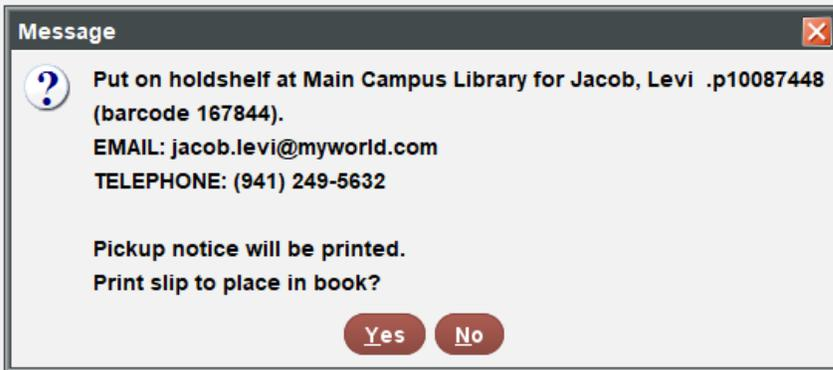 Message
Put on holdshelf at Main Campus Library for Jacob, Levi .p10087448
(barcode 167844).
EMAIL: jacob.levi@myworld.com
TELEPHONE: (941) 249-5632
Pickup notice will be printed.
Print slip to place in book?
Yes No